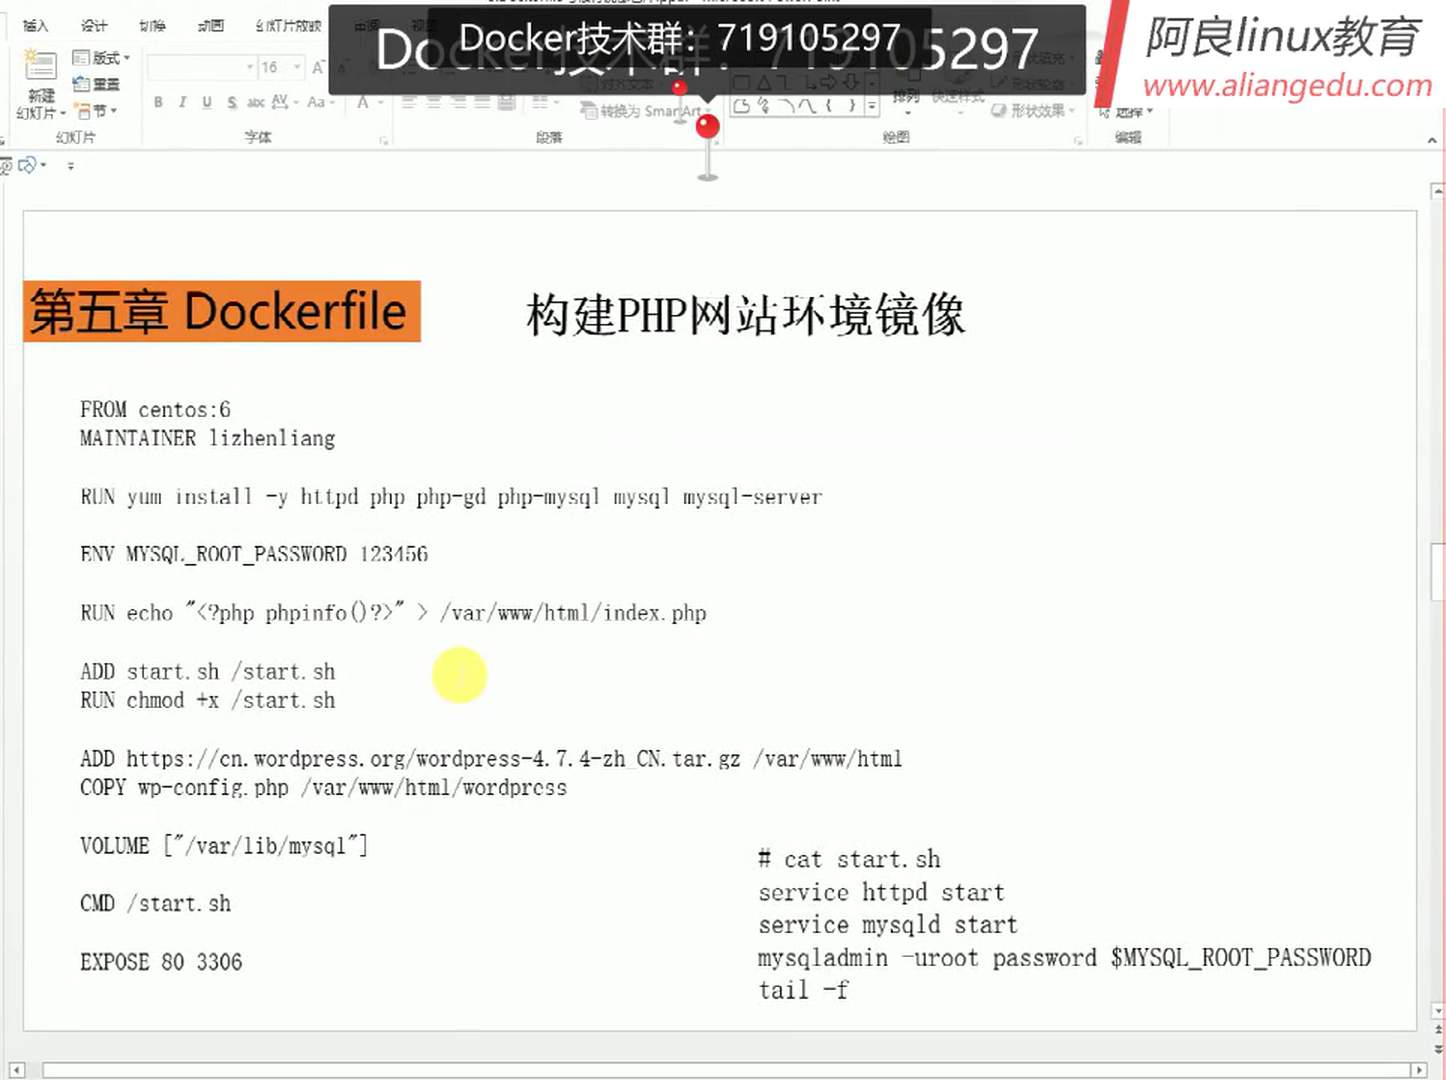 插入 设计 切换 动画 幻灯片放映
Docker技术群：719105297
阿良linux教育
www.aliangedu.com
版式
重置
节
新建
幻灯片
16
B I U S abc AV Aa A
转换为 SmartArt
排列
快速样式
形状轮廓
形状效果
选择
幻灯片 字体 段落 绘图 编辑
第五章 Dockerfile
构建PHP网站环境镜像
FROM centos:6
MAINTAINER lizhenliang
RUN yum install -y httpd php php-gd php-mysql mysql mysql-server
ENV MYSQL_ROOT_PASSWORD 123456
RUN echo "<?php phpinfo()?>" > /var/www/html/index.php
ADD start.sh /start.sh
RUN chmod +x /start.sh
ADD https://cn.wordpress.org/wordpress-4.7.4-zh_CN.tar.gz /var/www/html
COPY wp-config.php /var/www/html/wordpress
VOLUME ["/var/lib/mysql"]
CMD /start.sh
EXPOSE 80 3306
# cat start.sh
service httpd start
service mysqld start
mysqladmin -uroot password $MYSQL_ROOT_PASSWORD
tail -f